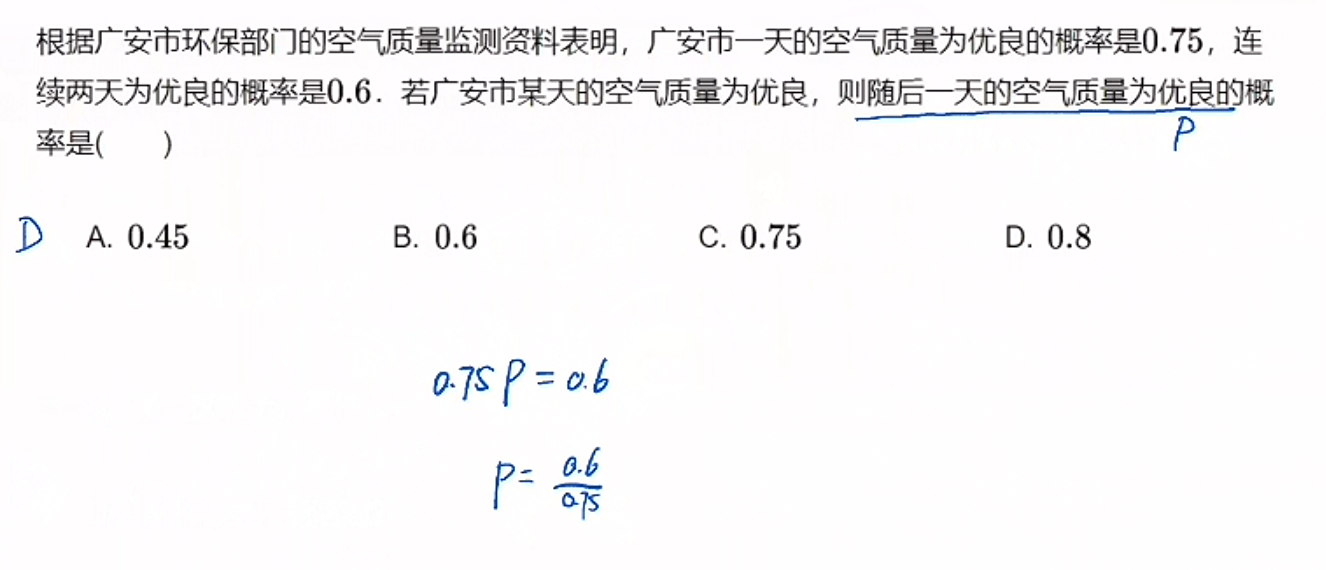 根据广安市环保部门的空气质量监测资料表明，广安市一天的空气质量为优良的概率是0.75，连
续两天为优良的概率是0.6．若广安市某天的空气质量为优良，则随后一天的空气质量为优良的概
率是(　　)
P
D A. 0.45 B. 0.6 C. 0.75 D. 0.8
0.75 P = 0.6
P = 0.6/0.75